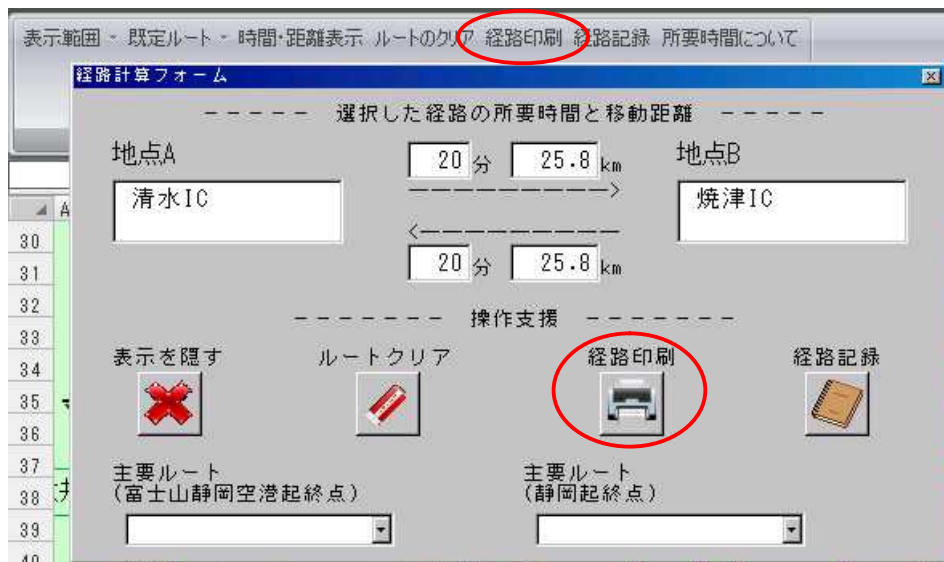 表示範囲 - 既定ルート - 時間・距離表示 ルートのクリア 経路印刷 経路記録 所要時間について
経路計算フォーム
----- 選択した経路の所要時間と移動距離 -----
地点A 20 分 25.8 km 地点B
清水IC ----------> 焼津IC
<----------
20 分 25.8 km
------- 操作支援 -------
表示を隠す ルートクリア 経路印刷 経路記録
主要ルート 主要ルート
(富士山静岡空港起終点) (静岡起終点)
A
30
31
32
33
34
35
36
37
38
39